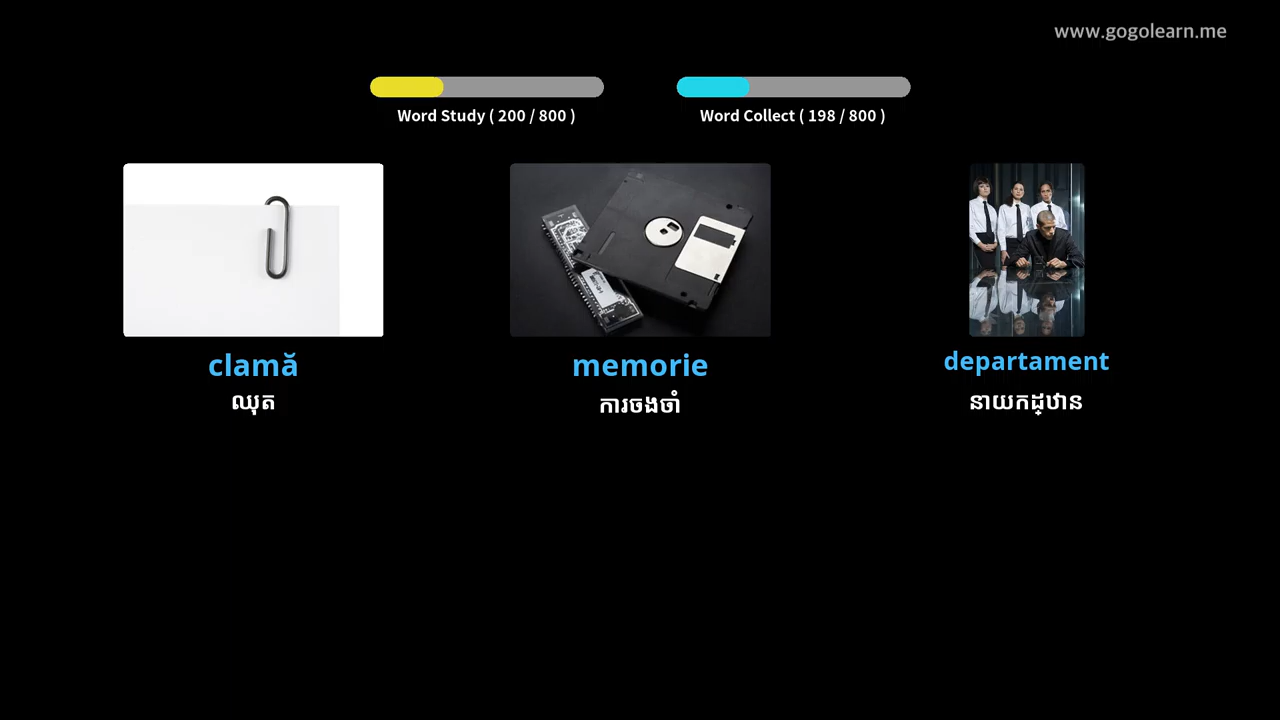 www.gogolearn.me
Word Study ( 200 / 800 )
Word Collect ( 198 / 800 )
clamă
memorie
departament
ឈុត
ការចងចាំ
នាយកដ្ឋាន